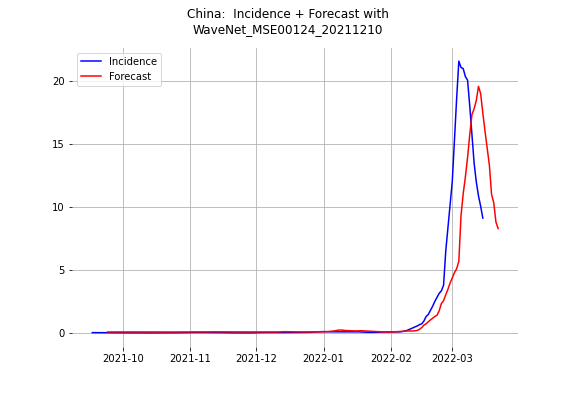 China:  Incidence + Forecast with
WaveNet_MSE00124_20211210
Incidence
Forecast
20
15
10
5
0
2021-10
2021-11
2021-12
2022-01
2022-02
2022-03